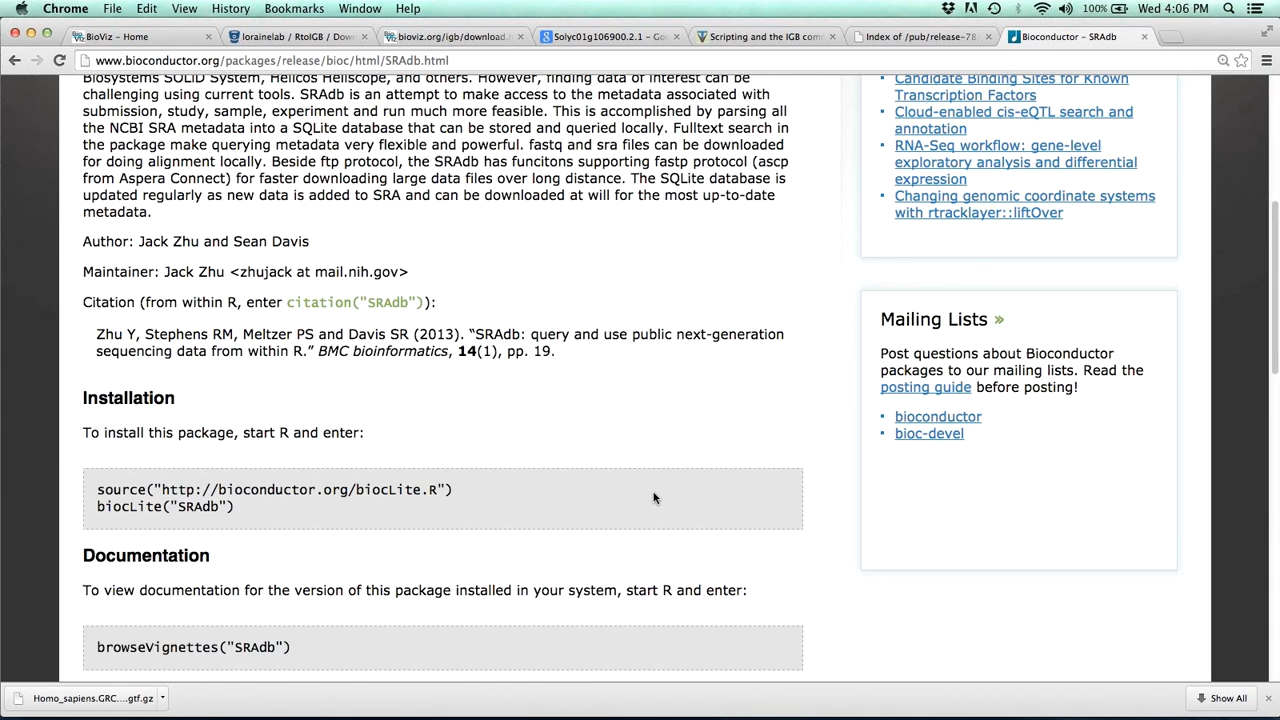 Chrome File Edit View History Bookmarks Window Help 100% Wed 4:06 PM
BioViz - Home
lorainelab / RtoIGB / Down
bioviz.org/igb/download
Solyc01g106900.2.1 - Goo
Scripting and the IGB com
Index of /pub/release-78
Bioconductor - SRAdb
www.bioconductor.org/packages/release/bioc/html/SRAdb.html
Biosystems SOLiD System, Helicos Heliscope, and others. However, finding data of interest can be
challenging using current tools. SRAdb is an attempt to make access to the metadata associated with
submission, study, sample, experiment and run much more feasible. This is accomplished by parsing all
the NCBI SRA metadata into a SQLite database that can be stored and queried locally. Fulltext search in
the package make querying metadata very flexible and powerful. fastq and sra files can be downloaded
for doing alignment locally. Beside ftp protocol, the SRAdb has funcitons supporting fastp protocol (ascp
from Aspera Connect) for faster downloading large data files over long distance. The SQLite database is
updated regularly as new data is added to SRA and can be downloaded at will for the most up-to-date
metadata.
Author: Jack Zhu and Sean Davis
Maintainer: Jack Zhu <zhujack at mail.nih.gov>
Citation (from within R, enter citation("SRAdb")):
Zhu Y, Stephens RM, Meltzer PS and Davis SR (2013). “SRAdb: query and use public next-generation
sequencing data from within R.” BMC bioinformatics, 14(1), pp. 19.
Installation
To install this package, start R and enter:
source("http://bioconductor.org/biocLite.R")
biocLite("SRAdb")
Documentation
To view documentation for the version of this package installed in your system, start R and enter:
browseVignettes("SRAdb")
Candidate Binding Sites for Known
Transcription Factors
Cloud-enabled cis-eQTL search and
annotation
RNA-Seq workflow: gene-level
exploratory analysis and differential
expression
Changing genomic coordinate systems
with rtracklayer::liftOver
Mailing Lists »
Post questions about Bioconductor
packages to our mailing lists. Read the
posting guide before posting!
bioconductor
bioc-devel
Homo_sapiens.GRC....gtf.gz
Show All